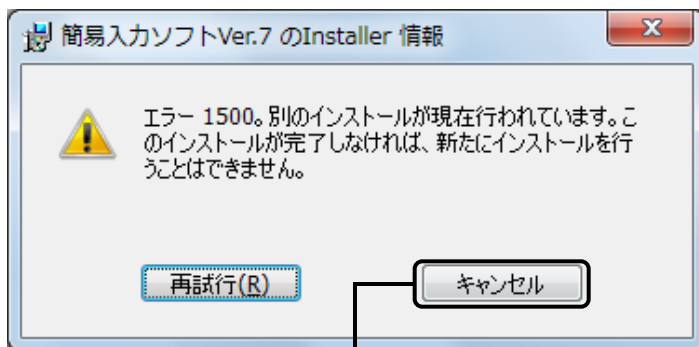 簡易入力ソフトVer.7 のInstaller 情報
エラー 1500。別のインストールが現在行われています。こ
のインストールが完了しなければ、新たにインストールを行
うことはできません。
再試行(R)
キャンセル